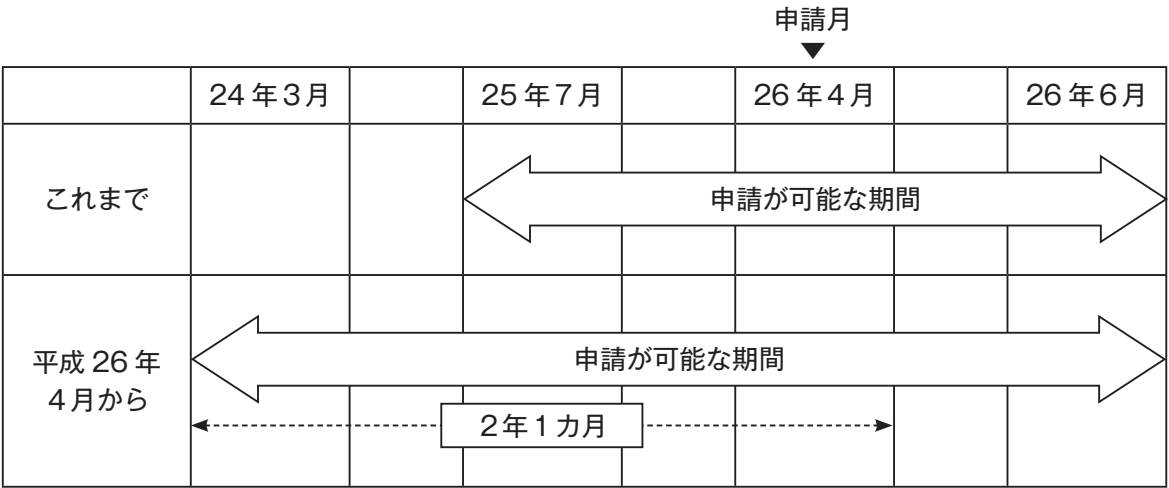 申請月
24年3月
25年7月
26年4月
26年6月
これまで
申請が可能な期間
平成26年
4月から
申請が可能な期間
2年1カ月